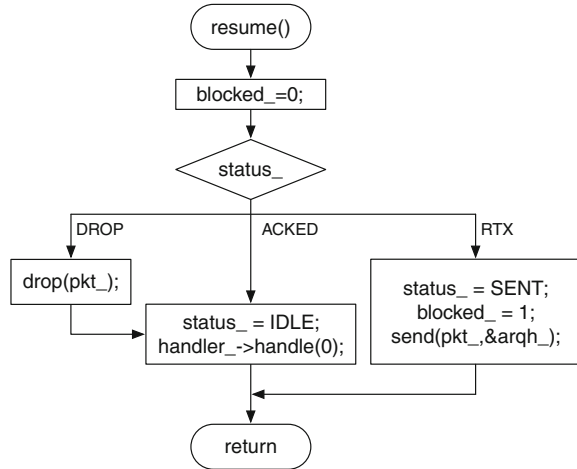 resume()
blocked_=0;
status_
DROP
ACKED
RTX
drop(pkt_);
status_ = IDLE;
handler_->handle(0);
status_ = SENT;
blocked_ = 1;
send(pkt_,&arqh_);
return